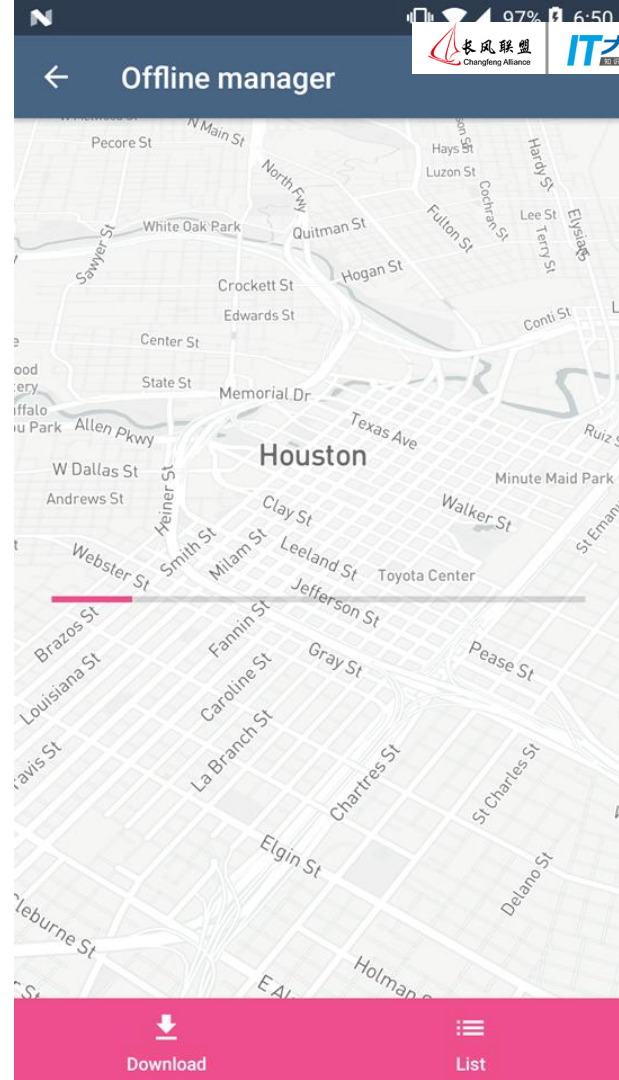 97% 6:50
长风联盟
Changfeng Alliance
IT
Offline manager
N Main St
Pecore St
Hays St
Hardy St
Luzon St
North Fwy
Cochran St
Lee St
Elysian
Fulton St
White Oak Park
Quitman St
Terry St
Sawyer St
Hogan St
Crockett St
Edwards St
Conti St
Center St
State St
Memorial Dr
Allen Pkwy
Texas Ave
Ruiz
Houston
W Dallas St
Minute Maid Park
Andrews St
Heiner St
Clay St
Walker St
St Eman
Smith St
Milam St
Leeland St
Webster St
Toyota Center
Jefferson St
Brazos St
Fannin St
Gray St
Pease St
Louisiana St
Caroline St
La Branch St
Chartres St
St Charles St
Elgin St
Delano St
Cleburne St
Holman
Download
List